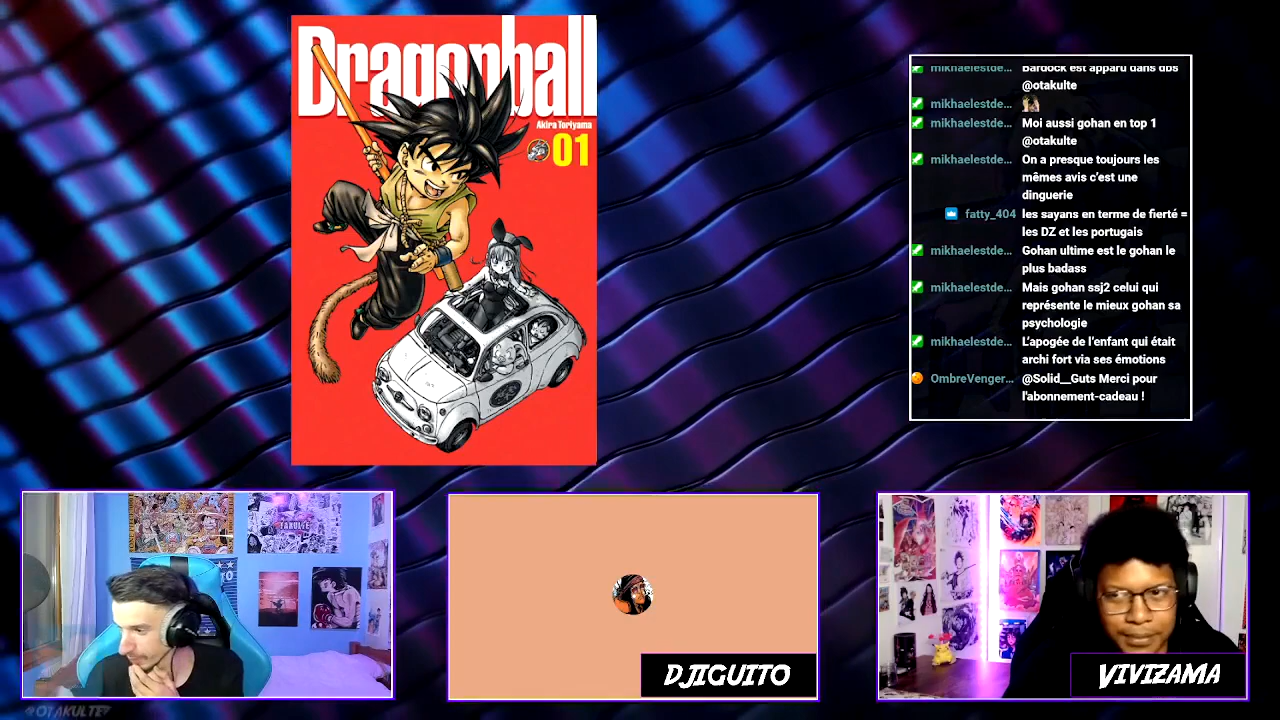 Dragonball
Akira Toriyama
01
mikhaelestde... Bardock est apparu dans dbs
@otakulte
mikhaelestde...
mikhaelestde... Moi aussi gohan en top 1
@otakulte
mikhaelestde... On a presque toujours les
mêmes avis c'est une
dinguerie
fatty_404 les sayans en terme de fierté =
les DZ et les portugais
mikhaelestde... Gohan ultime est le gohan le
plus badass
mikhaelestde... Mais gohan ssj2 celui qui
représente le mieux gohan sa
psychologie
mikhaelestde... L'apogée de l'enfant qui était
archi fort via ses émotions
OmbreVenger... @Solid__Guts Merci pour
l'abonnement-cadeau !
DJIGUITO
VIVIZAMA
OTAKULTE